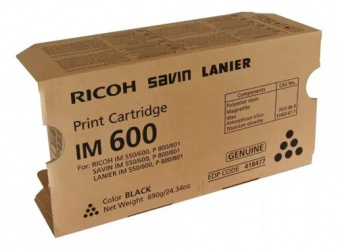 RICOH SAVIN LANIER
Print Cartridge
IM 600
For: RICOH IM 550/600, P 800/801
SAVIN IM 550/600, P 800/801
LANIER IM 550/600, P 800/801
Color BLACK
Net Weight 690g/24.34oz.
Components
CAS No.
Polyester resin
Magnetite
Wax
Amorphous silica
Titanium dioxide
GENUINE
EDP CODE 418477